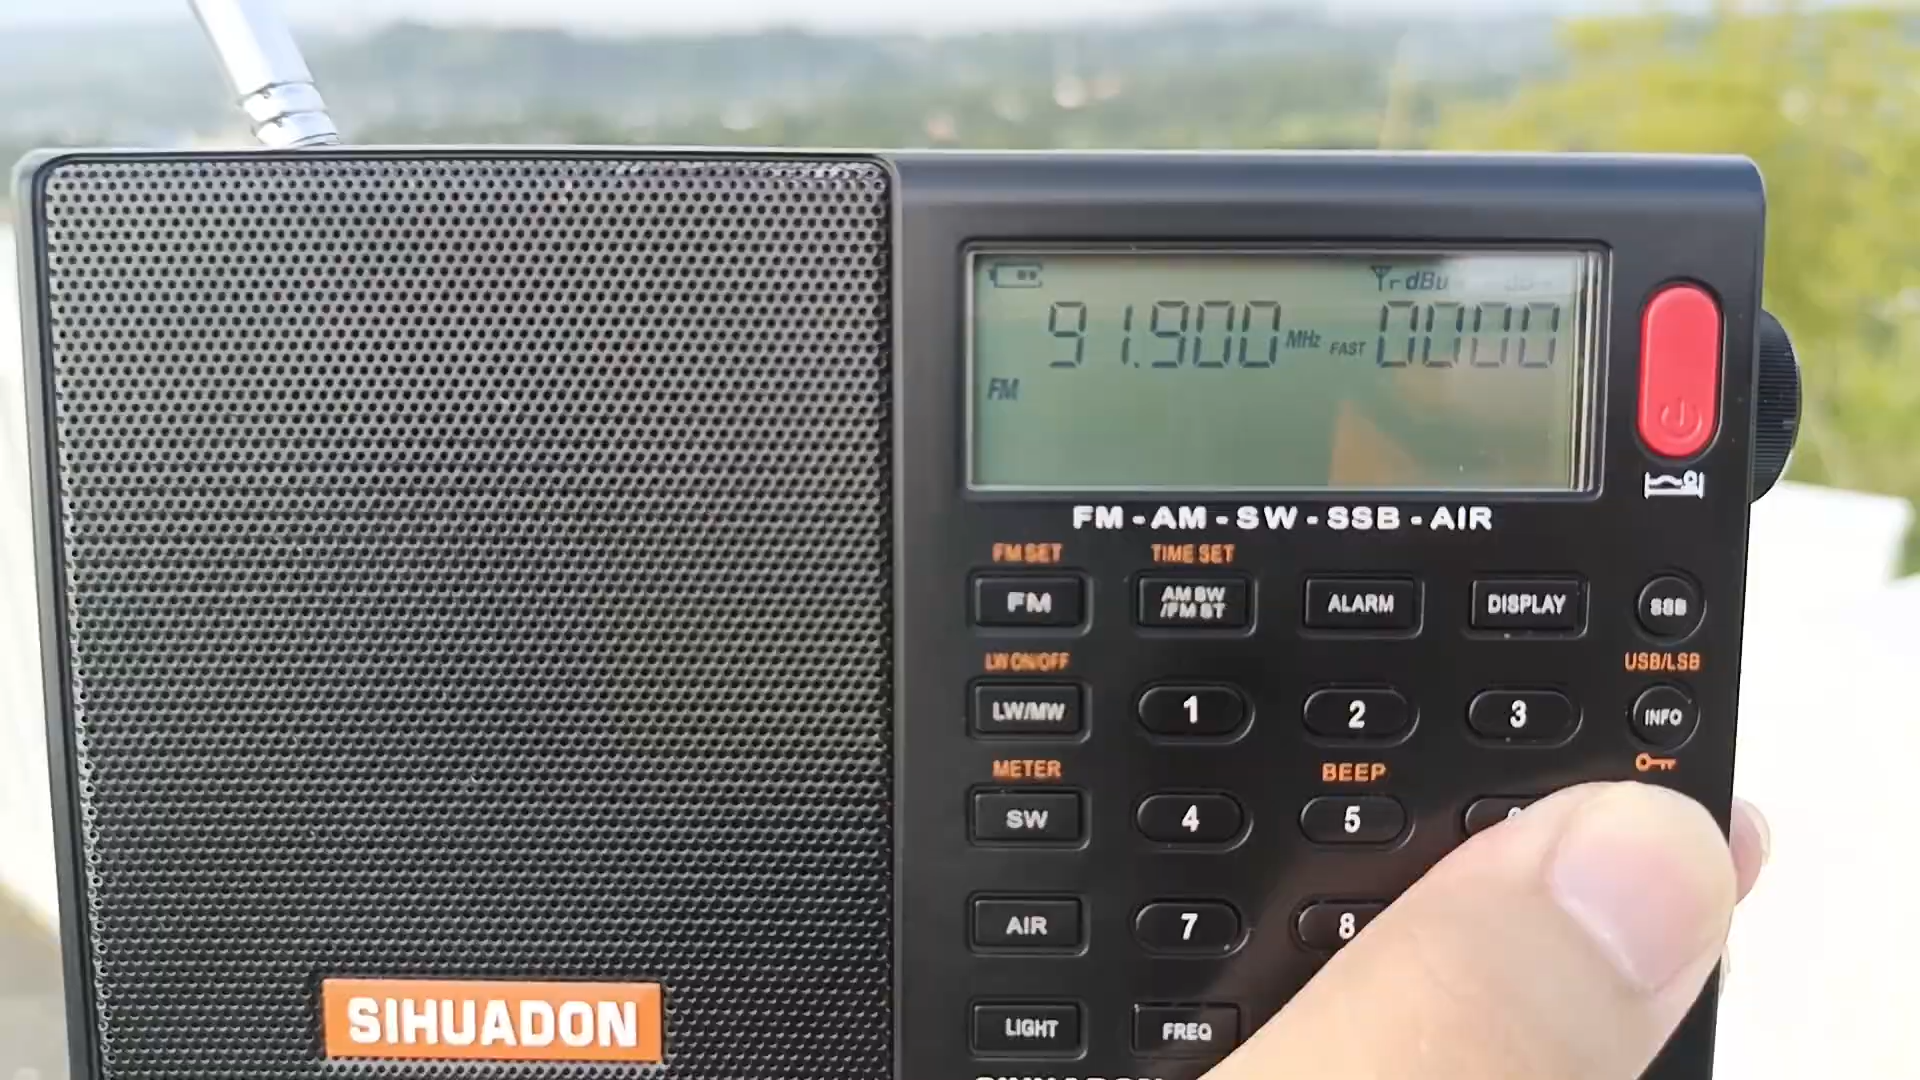 dBu
91.900 MHz FAST 0000
FM
FM - AM - SW - SSB - AIR
FM SET TIME SET
FM AM SW ALARM DISPLAY SSB
/FM ST
LW ON/OFF USB/LSB
LW/MW 1 2 3 INFO
METER BEEP
SW 4 5
AIR 7 8
LIGHT FREQ
SIHUADON